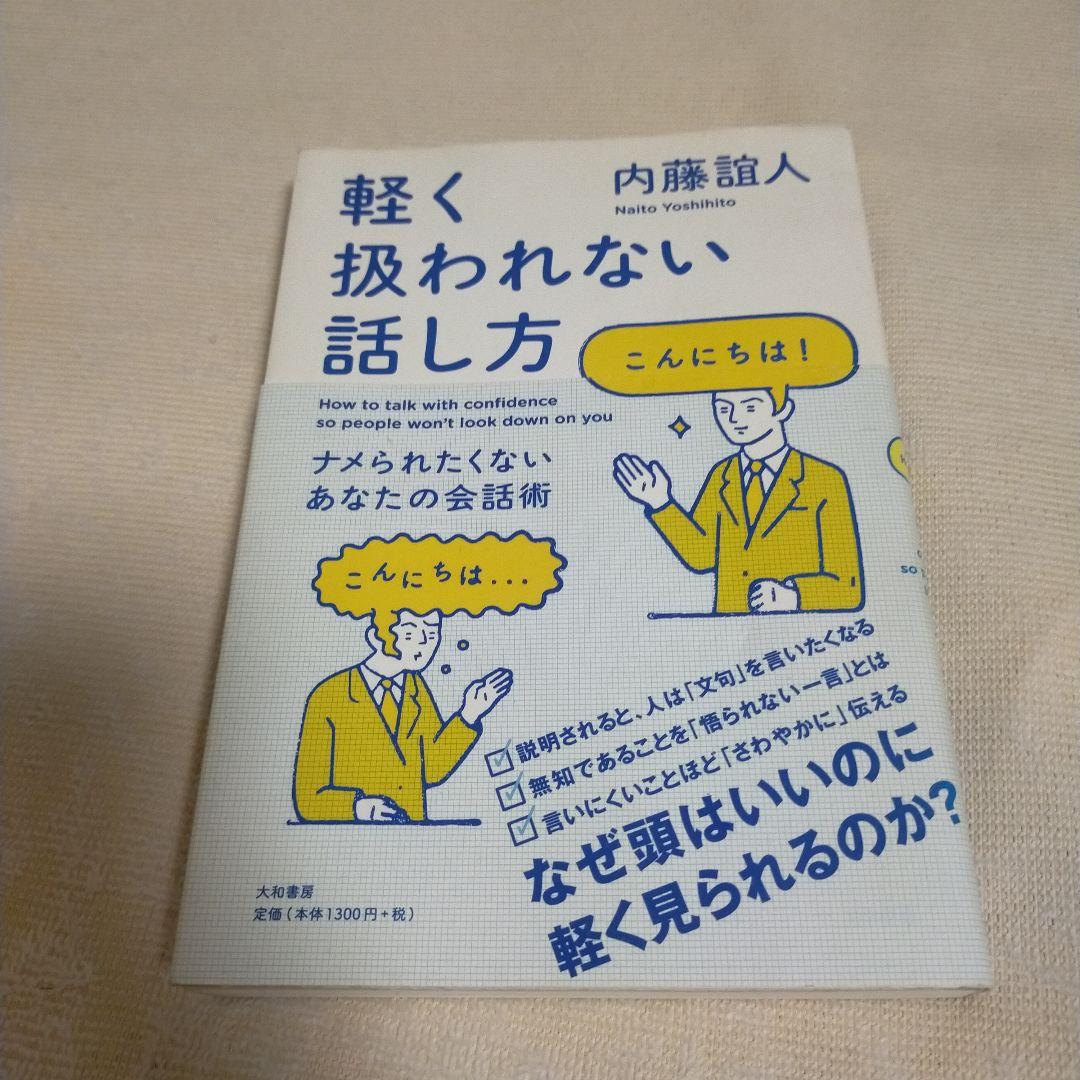 軽く
扱われない
話し方
内藤誼人
Naito Yoshihito
こんにちは!
How to talk with confidence
so people won't look down on you
ナメられたくない
あなたの会話術
こんにちは...
説明されると、人は「文句」を言いたくなる
無知であることを「悟られない一言」とは
言いにくいことほど「さわやかに」伝える
なぜ頭はいいのに
軽く見られるのか?
大和書房
定価(本体1300円+税)
so